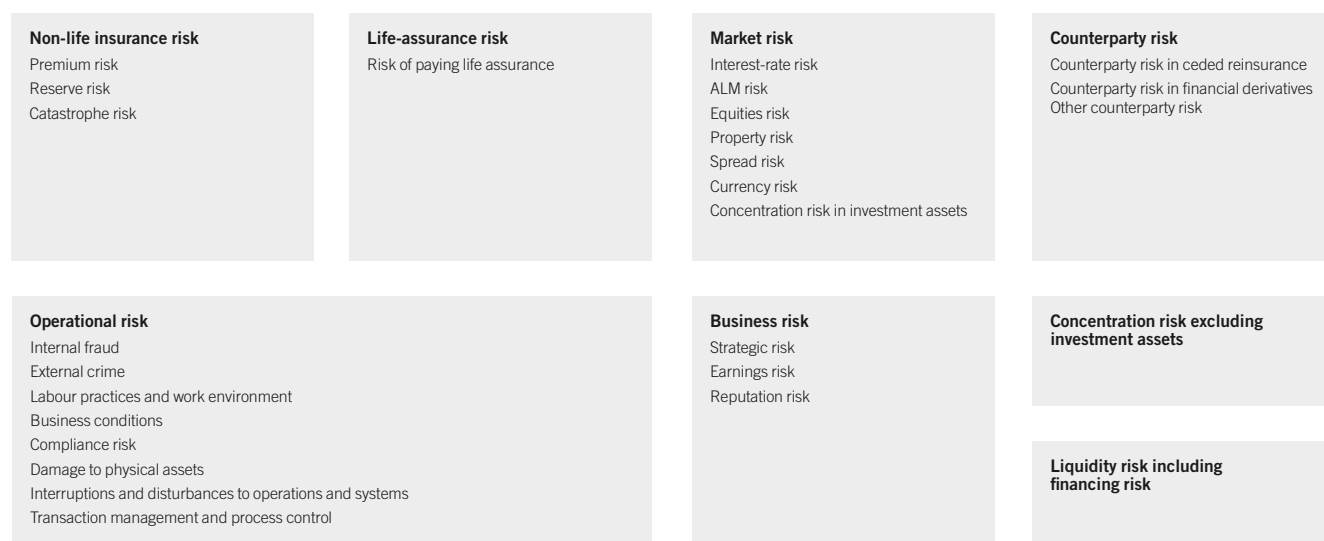 Non-life insurance risk
Premium risk
Reserve risk
Catastrophe risk
Life-assurance risk
Risk of paying life assurance
Market risk
Interest-rate risk
ALM risk
Equities risk
Property risk
Spread risk
Currency risk
Concentration risk in investment assets
Counterparty risk
Counterparty risk in ceded reinsurance
Counterparty risk in financial derivatives
Other counterparty risk
Operational risk
Internal fraud
External crime
Labour practices and work environment
Business conditions
Compliance risk
Damage to physical assets
Interruptions and disturbances to operations and systems
Transaction management and process control
Business risk
Strategic risk
Earnings risk
Reputation risk
Concentration risk excluding
investment assets
Liquidity risk including
financing risk